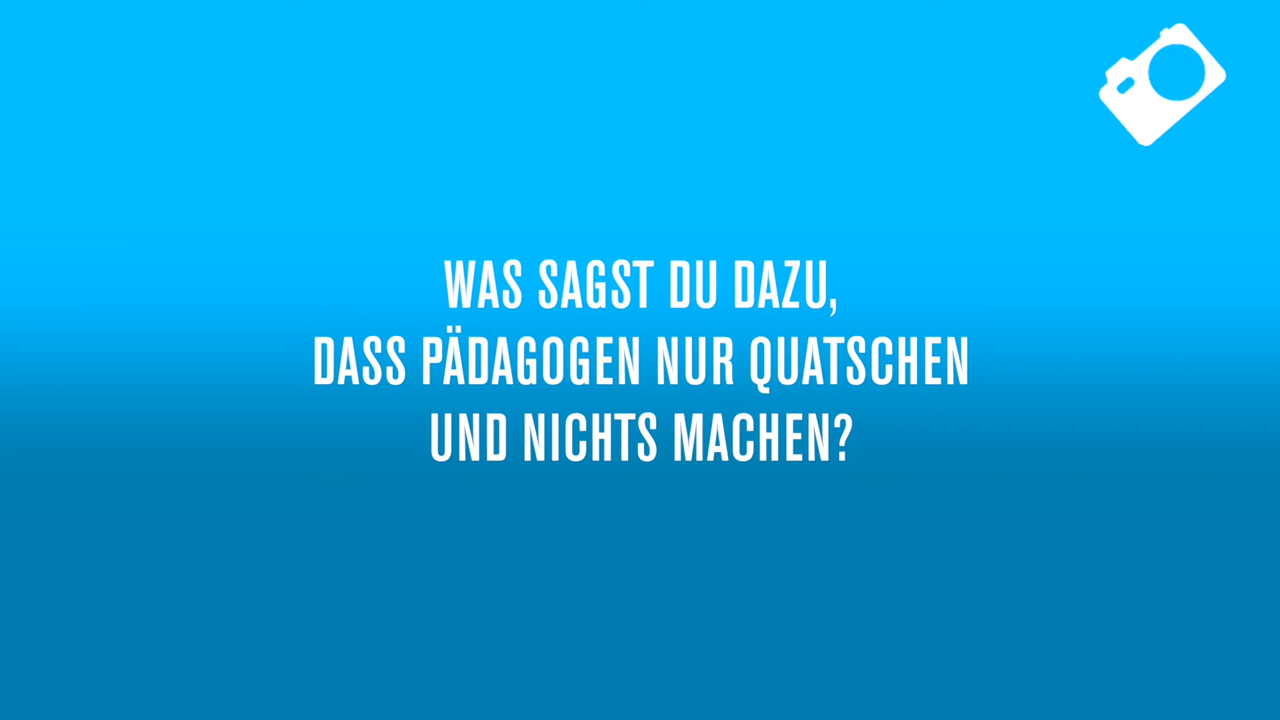 WAS SAGST DU DAZU,
DASS PÄDAGOGEN NUR QUATSCHEN
UND NICHTS MACHEN?